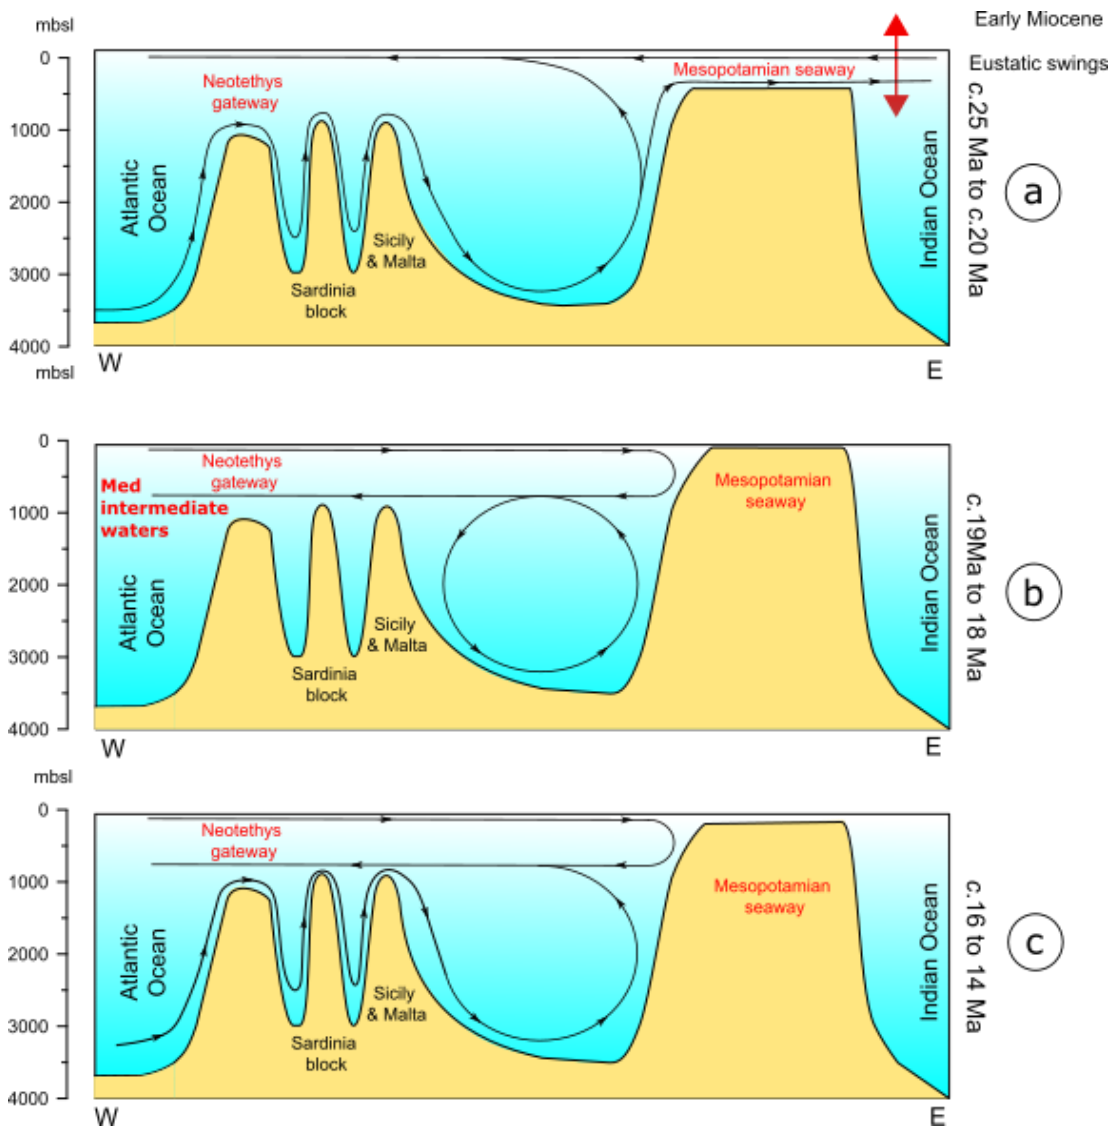 mbsl
Early Miocene
Eustatic swings
0
1000
2000
3000
4000
Neotethys
gateway
Mesopotamian seaway
Atlantic
Ocean
Sardinia
block
Sicily
& Malta
Indian Ocean
c.25 Ma to c.20 Ma
a
W
E
mbsl
0
1000
2000
3000
4000
Neotethys
gateway
Med
intermediate
waters
Mesopotamian
seaway
Atlantic
Ocean
Sardinia
block
Sicily
& Malta
Indian Ocean
c.19Ma to 18 Ma
b
W
E
mbsl
0
1000
2000
3000
4000
Neotethys
gateway
Mesopotamian
seaway
Atlantic
Ocean
Sardinia
block
Sicily
& Malta
Indian Ocean
c.16 to 14 Ma
c
W
E